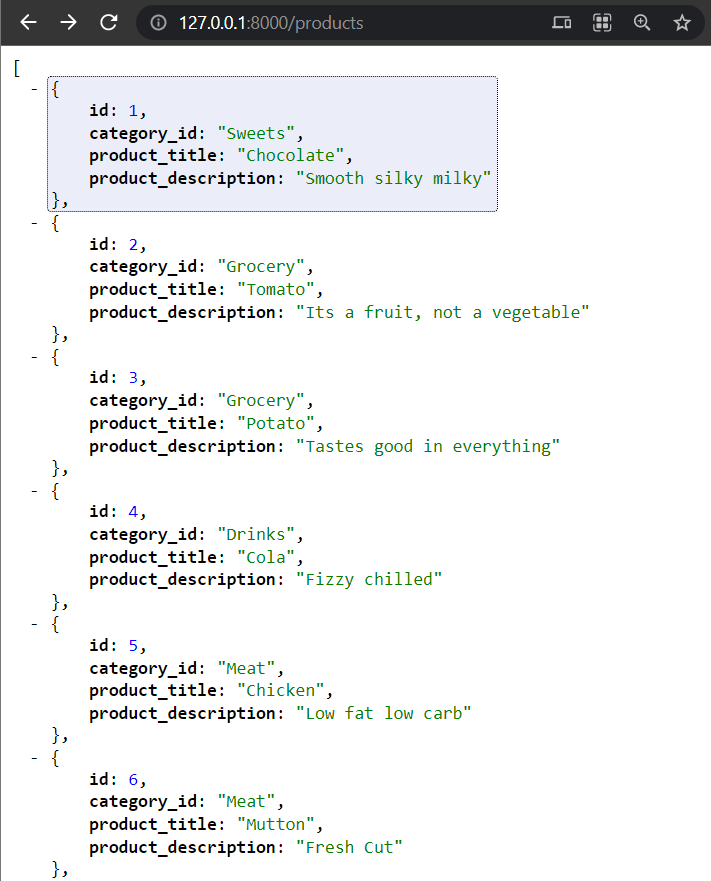 127.0.0.1:8000/products
[
- {
id: 1,
category_id: "Sweets",
product_title: "Chocolate",
product_description: "Smooth silky milky"
},
- {
id: 2,
category_id: "Grocery",
product_title: "Tomato",
product_description: "Its a fruit, not a vegetable"
},
- {
id: 3,
category_id: "Grocery",
product_title: "Potato",
product_description: "Tastes good in everything"
},
- {
id: 4,
category_id: "Drinks",
product_title: "Cola",
product_description: "Fizzy chilled"
},
- {
id: 5,
category_id: "Meat",
product_title: "Chicken",
product_description: "Low fat low carb"
},
- {
id: 6,
category_id: "Meat",
product_title: "Mutton",
product_description: "Fresh Cut"
},